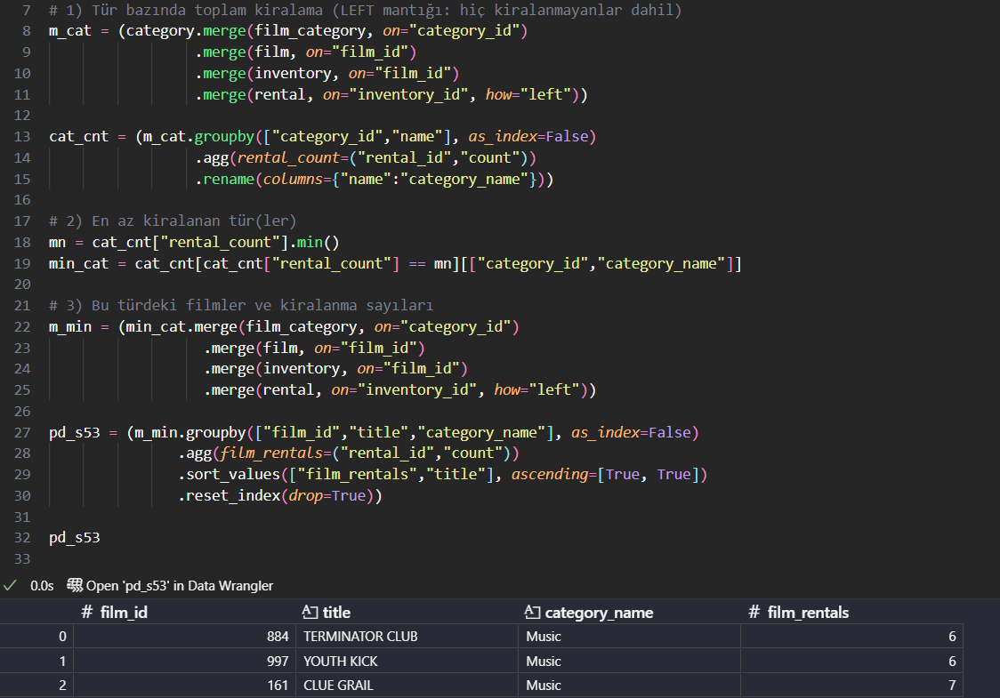 7 # 1) Tür bazında toplam kiralama (LEFT mantığı: hiç kiralanmayanlar dahil)
8 m_cat = (category.merge(film_category, on="category_id")
9 .merge(film, on="film_id")
10 .merge(inventory, on="film_id")
11 .merge(rental, on="inventory_id", how="left"))
12
13 cat_cnt = (m_cat.groupby(["category_id","name"], as_index=False)
14 .agg(rental_count=("rental_id","count"))
15 .rename(columns={"name":"category_name"}))
16
17 # 2) En az kiralanan tür(ler)
18 mn = cat_cnt["rental_count"].min()
19 min_cat = cat_cnt[cat_cnt["rental_count"] == mn][["category_id","category_name"]]
20
21 # 3) Bu türdeki filmler ve kiralanma sayıları
22 m_min = (min_cat.merge(film_category, on="category_id")
23 .merge(film, on="film_id")
24 .merge(inventory, on="film_id")
25 .merge(rental, on="inventory_id", how="left"))
26
27 pd_s53 = (m_min.groupby(["film_id","title","category_name"], as_index=False)
28 .agg(film_rentals=("rental_id","count"))
29 .sort_values(["film_rentals","title"], ascending=[True, True])
30 .reset_index(drop=True))
31
32 pd_s53
33
0.0s Open 'pd_s53' in Data Wrangler
# film_id title category_name # film_rentals
0 884 TERMINATOR CLUB Music 6
1 997 YOUTH KICK Music 6
2 161 CLUE GRAIL Music 7